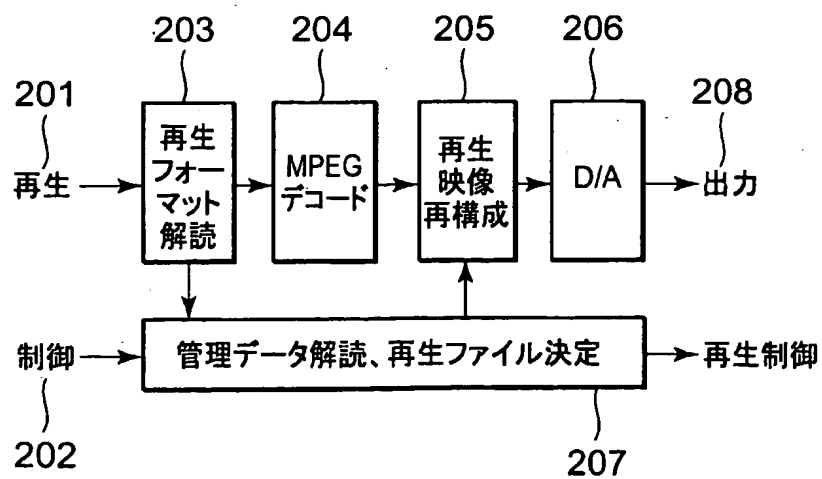 203
204
205
206
201
208
再生
再生
フォー
マット
解読
MPEG
デコード
再生
映像
再構成
D/A
出力
制御
管理データ解読、再生ファイル決定
再生制御
202
207